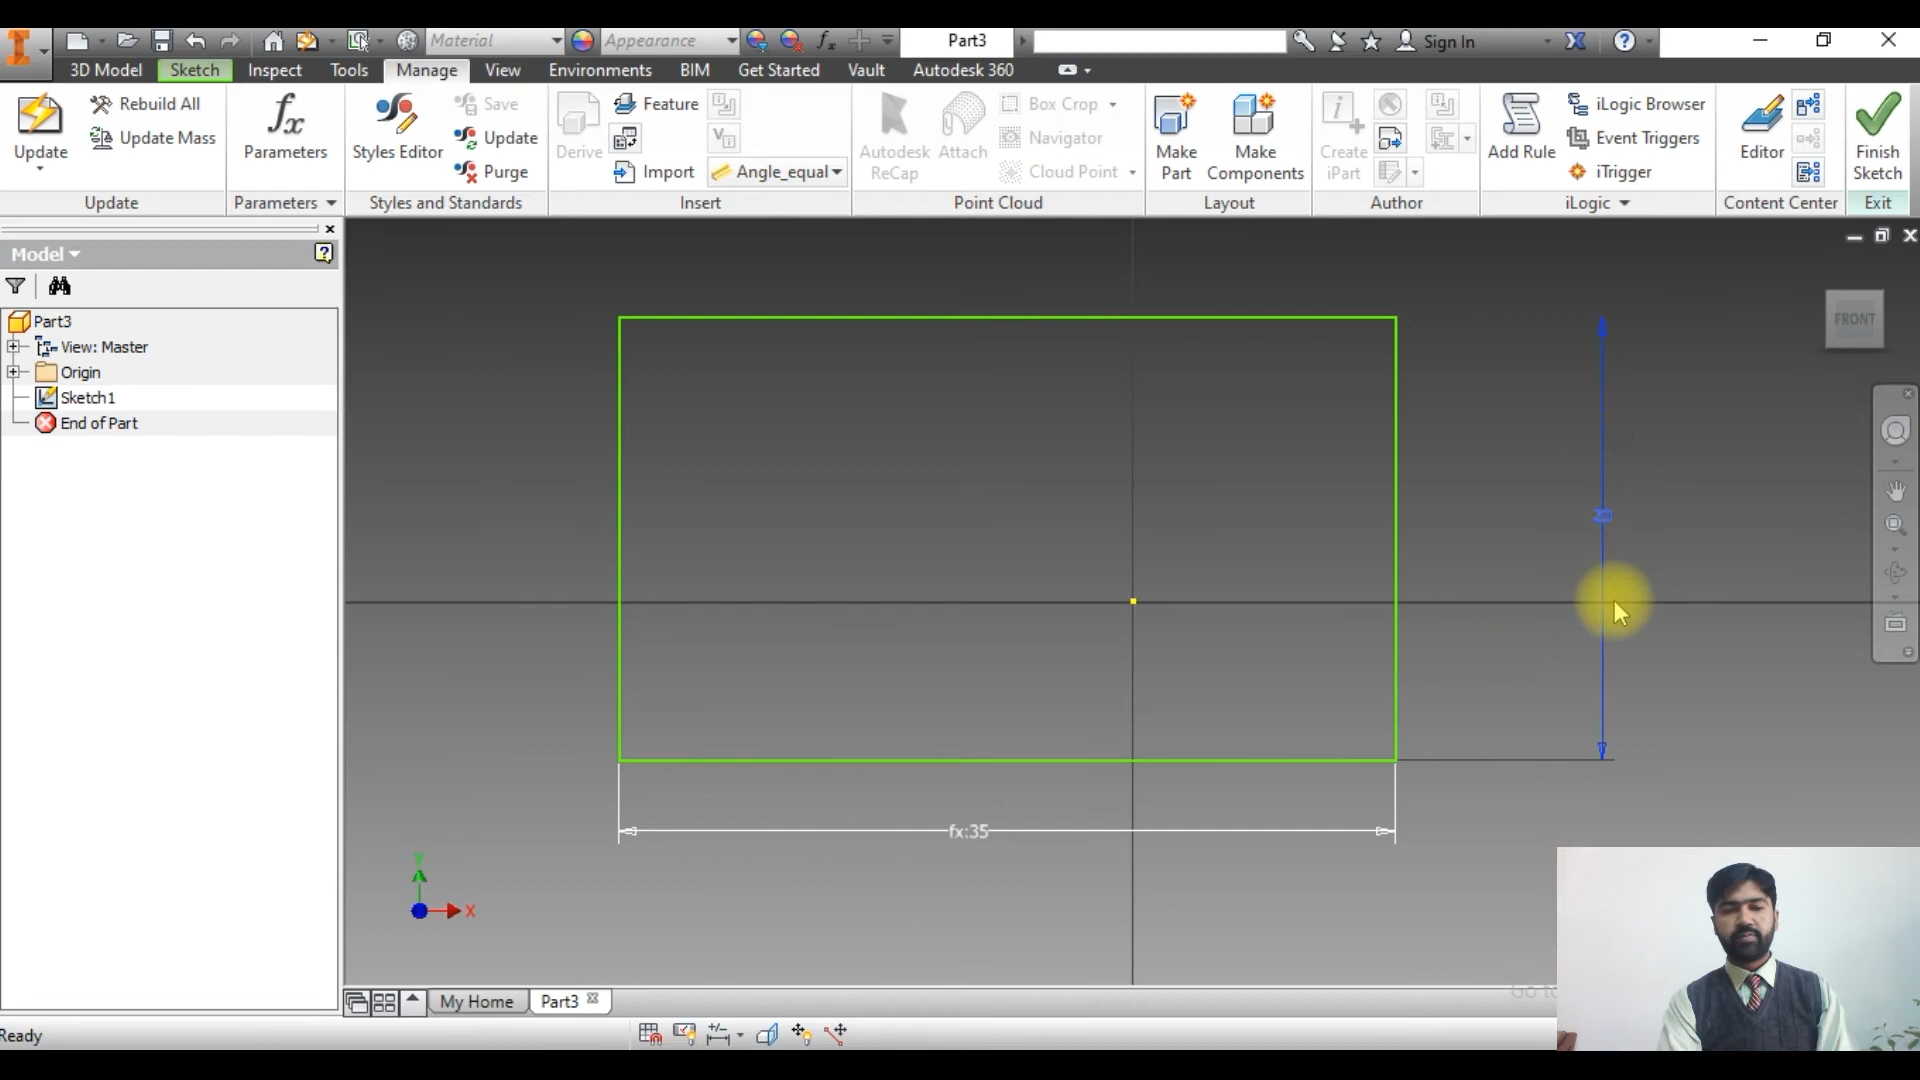 Material
Appearance
fx
Part3
Sign In
3D Model
Sketch
Inspect
Tools
Manage
View
Environments
BIM
Get Started
Vault
Autodesk 360
Update
Rebuild All
Update Mass
Update
fx
Parameters
Parameters
Styles Editor
Save
Update
Purge
Styles and Standards
Derive
Feature
Import
Angle_equal
Insert
Autodesk
ReCap
Attach
Box Crop
Navigator
Cloud Point
Point Cloud
Make
Part
Make
Components
Layout
Create
iPart
Author
Add Rule
iLogic Browser
Event Triggers
iTrigger
iLogic
Editor
Content Center
Finish
Sketch
Exit
Model
Part3
View: Master
Origin
Sketch1
End of Part
FRONT
fx:35
Y
X
My Home
Part3
Ready